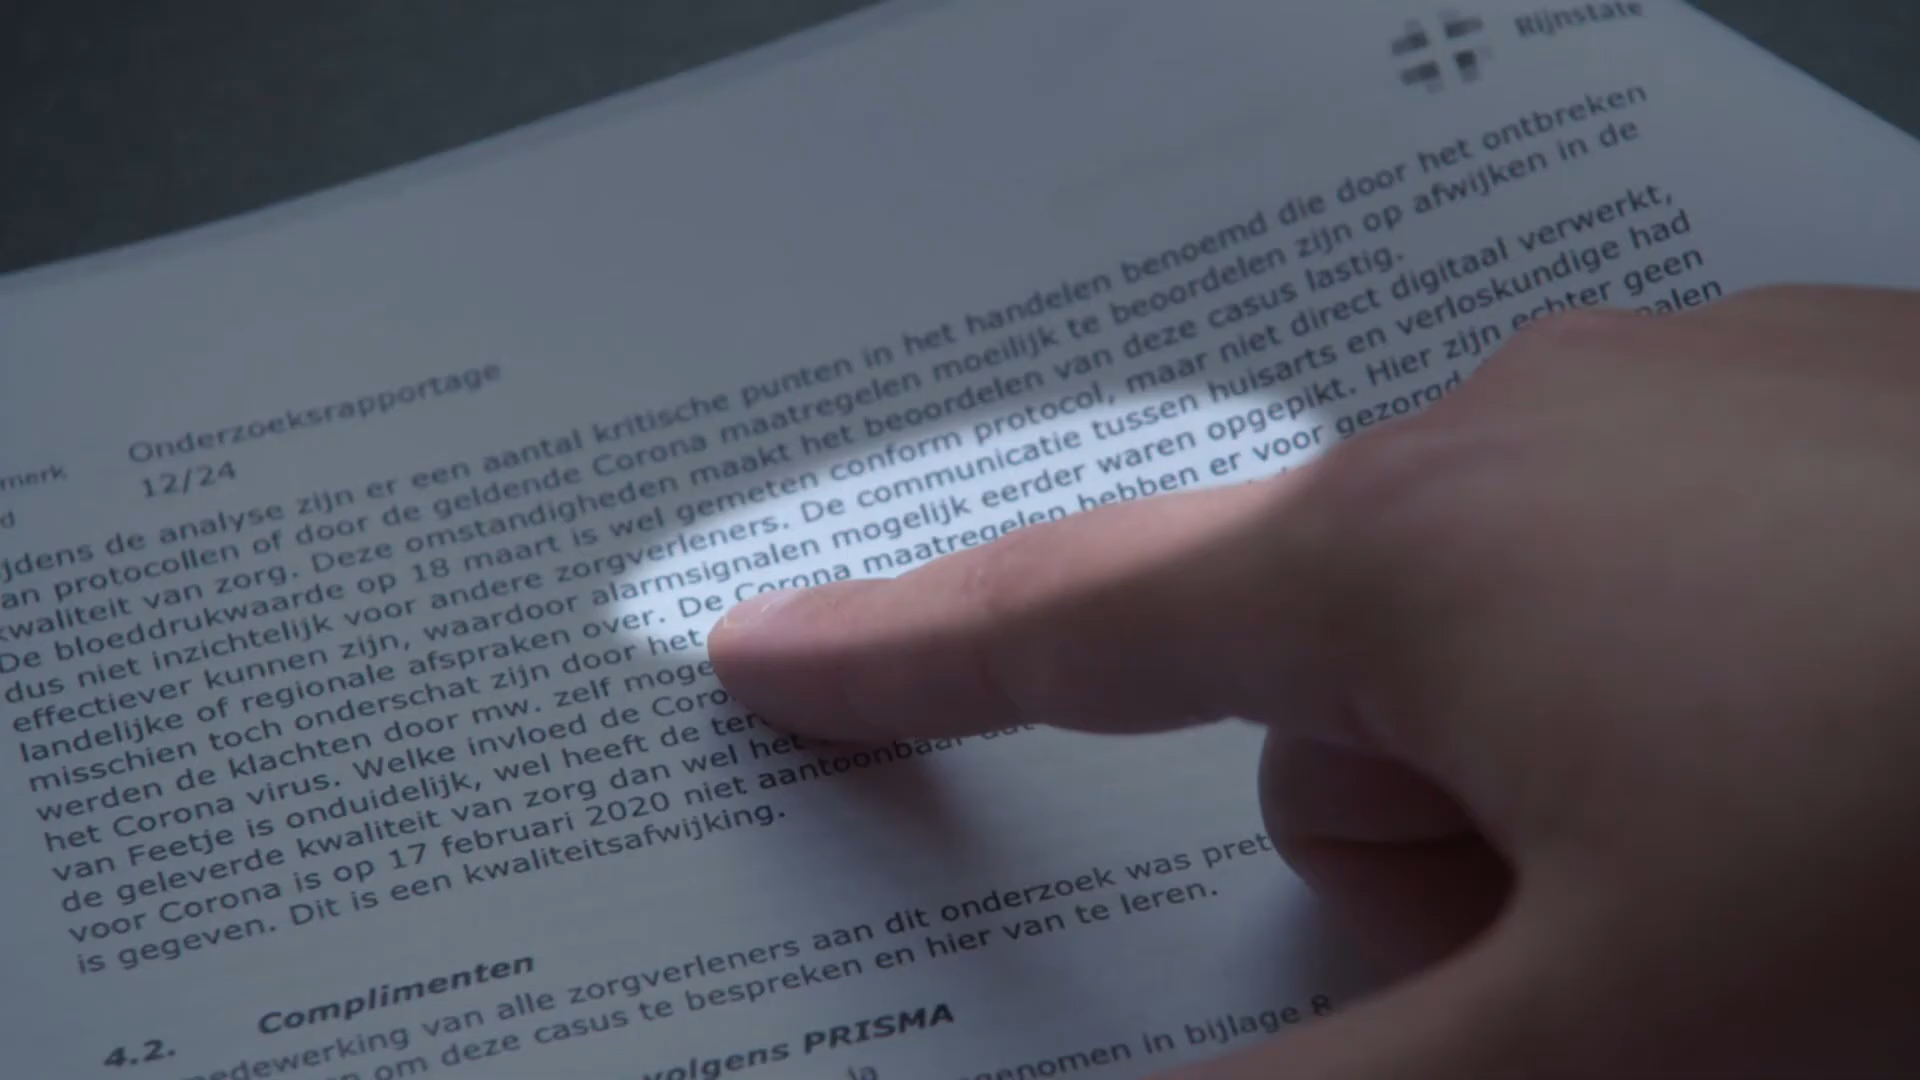 Rijnstate
Onderzoeksrapportage
merk
12/24
d
jdens de analyse zijn er een aantal kritische punten in het handelen benoemd die door het ontbreken
an protocollen of door de geldende Corona maatregelen moeilijk te beoordelen zijn op afwijken in de
kwaliteit van zorg. Deze omstandigheden maakt het beoordelen van deze casus lastig.
De bloeddrukwaarde op 18 maart is wel gemeten conform protocol, maar niet direct digitaal verwerkt,
dus niet inzichtelijk voor andere zorgverleners. De communicatie tussen huisarts en verloskundige had
effectiever kunnen zijn, waardoor alarmsignalen mogelijk eerder waren opgepikt. Hier zijn echter geen
landelijke of regionale afspraken over. De Corona maatregelen hebben er voor gezorgd nalen
misschien toch onderschat zijn door het
werden de klachten door mw. zelf moge
het Corona virus. Welke invloed de Coro
van Feetje is onduidelijk, wel heeft de ter
de geleverde kwaliteit van zorg dan wel het
voor Corona is op 17 februari 2020 niet aantoonbaar
is gegeven. Dit is een kwaliteitsafwijking.
4.2. Complimenten
edewerking van alle zorgverleners aan dit onderzoek was pret
n om deze casus te bespreken en hier van te leren.
volgens PRISMA
genomen in bijlage 8.